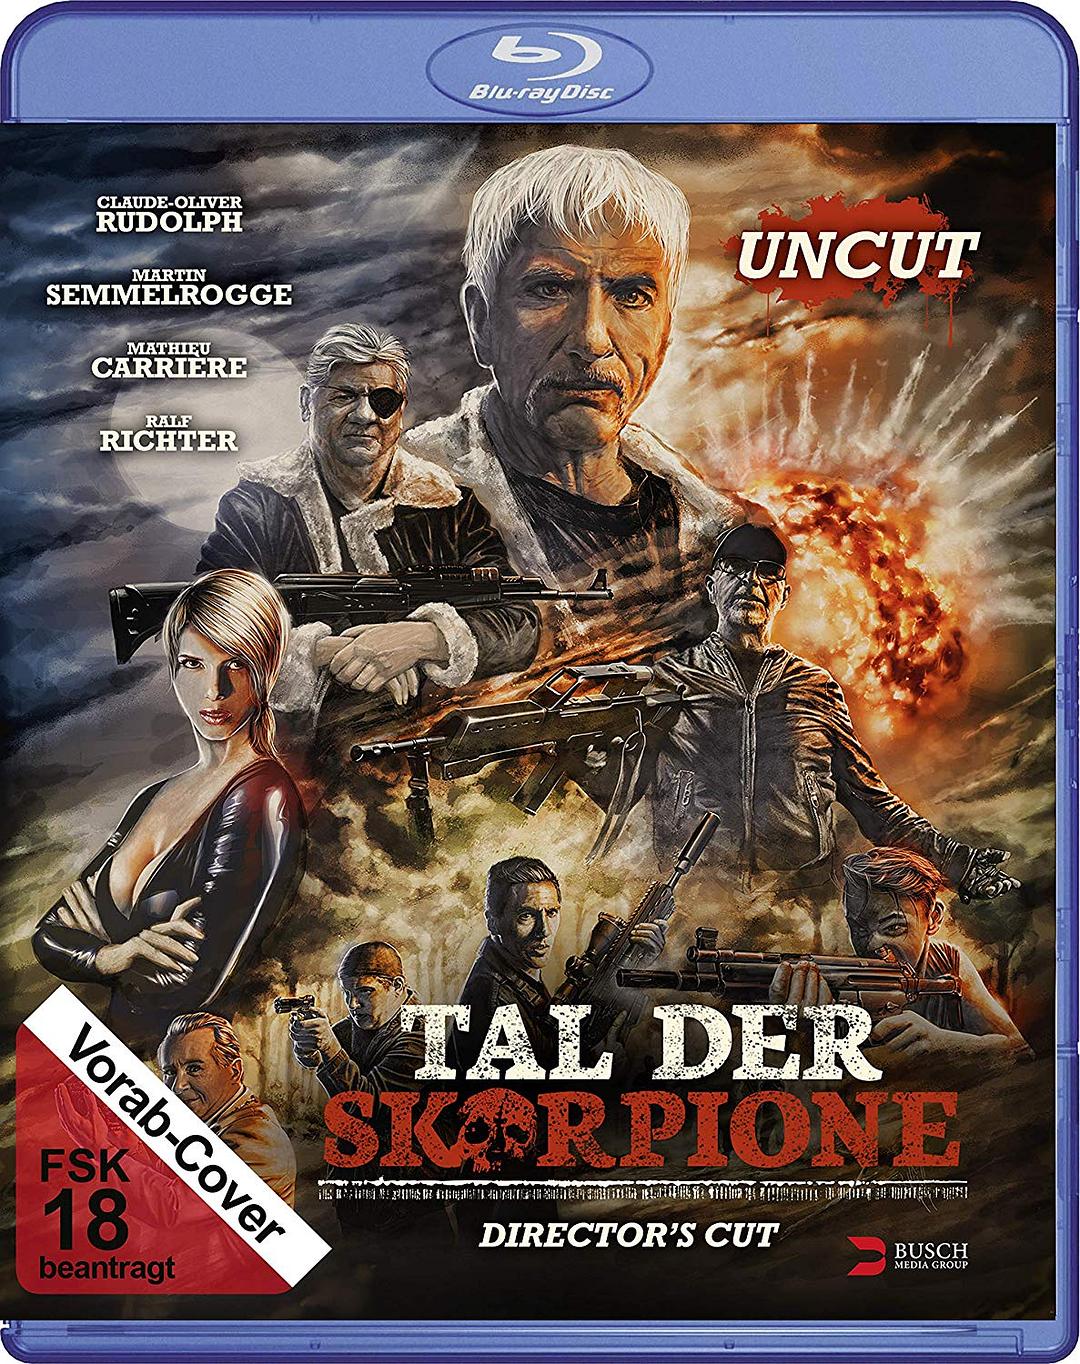 Blu-ray Disc
CLAUDE-OLIVER
RUDOLPH
MARTIN
SEMMELROGGE
MATHIEU
CARRIÈRE
RALF
RICHTER
UNCUT
TAL DER
SKORPIONE
DIRECTOR'S CUT
BUSCH
MEDIA GROUP
Vorab-Cover
FSK
18
beantragt